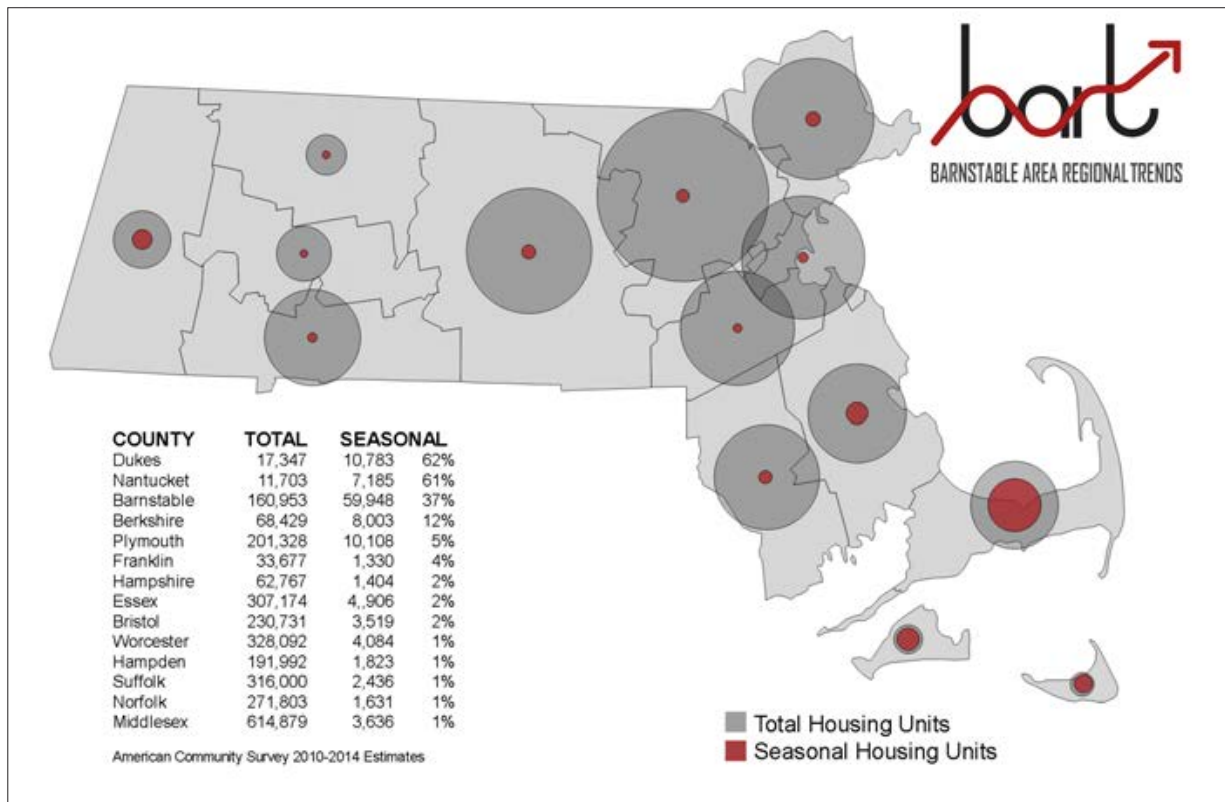 bart
BARNSTABLE AREA REGIONAL TRENDS
COUNTY TOTAL SEASONAL
Dukes 17,347 10,783 62%
Nantucket 11,703 7,185 61%
Barnstable 160,953 59,948 37%
Berkshire 68,429 8,003 12%
Plymouth 201,328 10,108 5%
Franklin 33,677 1,330 4%
Hampshire 62,767 1,404 2%
Essex 307,174 4,,906 2%
Bristol 230,731 3,519 2%
Worcester 328,092 4,084 1%
Hampden 191,992 1,823 1%
Suffolk 316,000 2,436 1%
Norfolk 271,803 1,631 1%
Middlesex 614,879 3,636 1%
American Community Survey 2010-2014 Estimates
Total Housing Units
Seasonal Housing Units